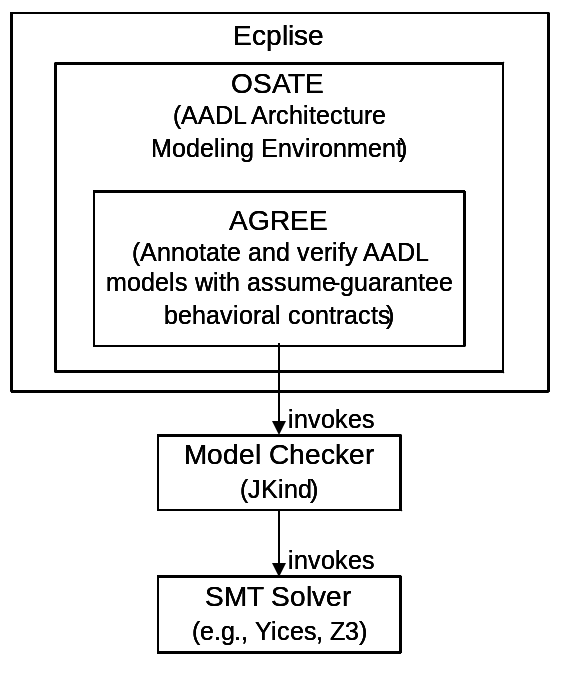 Ecplise
OSATE
(AADL Architecture
Modeling Environment)
AGREE
(Annotate and verify AADL
models with assume-guarantee
behavioral contracts)
invokes
Model Checker
(JKind)
invokes
SMT Solver
(e.g., Yices, Z3)